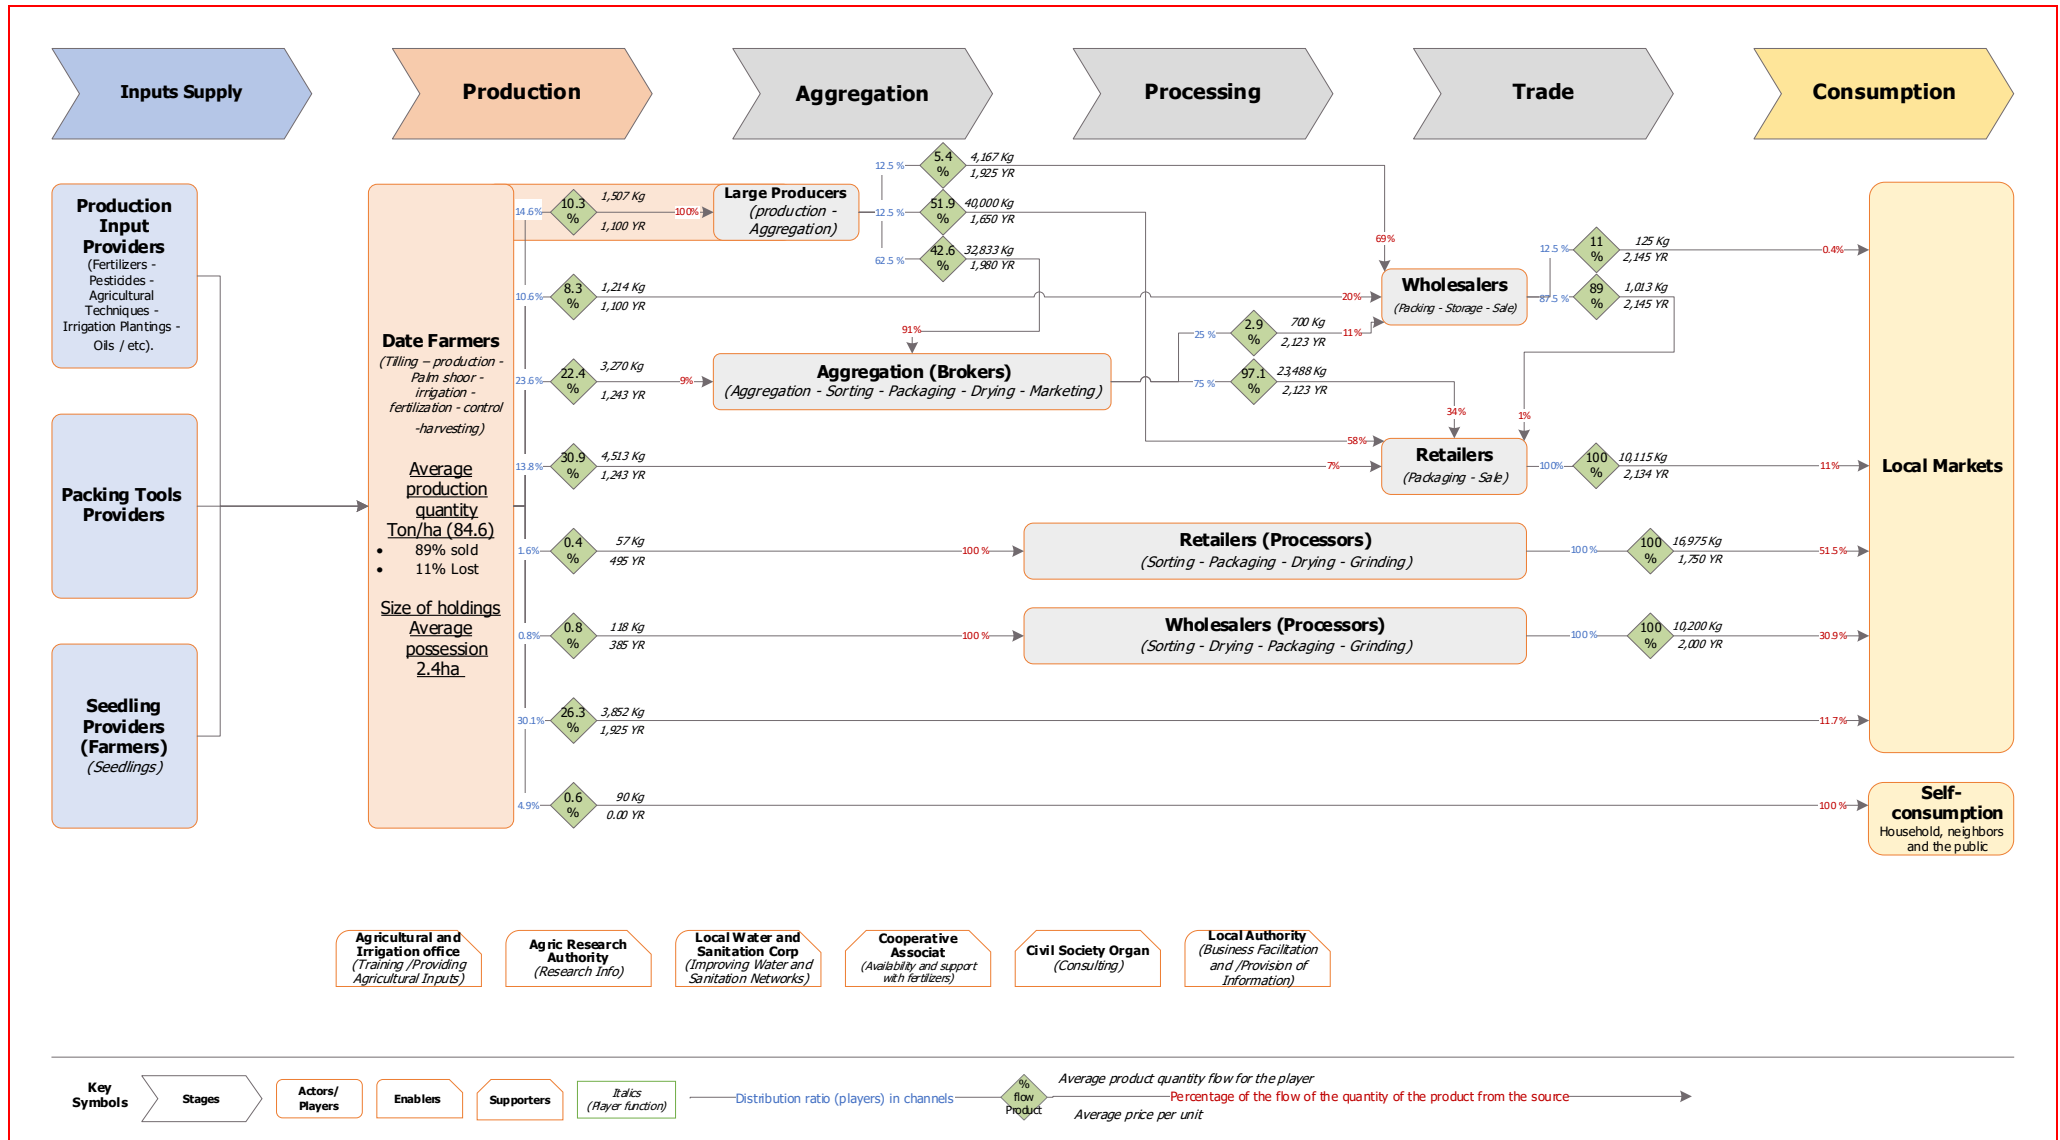 Inputs Supply
Production
Aggregation
Processing
Trade
Consumption
Production
Input
Providers
(Fertilizers -
Pesticides -
Agricultural
Techniques -
Irrigation Plantings -
Oils / etc).
Packing Tools
Providers
Seedling
Providers
(Farmers)
(Seedlings)
Date Farmers
(Tilling – production -
Palm shoor -
irrigation -
fertilization - control
-harvesting)
Average
production
quantity
Ton/ha (84.6)
• 89% sold
• 11% Lost
Size of holdings
Average
possession
2.4ha
14.6%
10.3
%
1,507 Kg
1,100 YR
100%
Large Producers
(production -
Aggregation)
12.5 %
5.4
%
4,167 Kg
1,925 YR
69%
12.5 %
51.9
%
40,000 Kg
1,650 YR
58%
62.5 %
42.6
%
32,833 Kg
1,980 YR
91%
10.6%
8.3
%
1,214 Kg
1,100 YR
20%
Wholesalers
(Packing - Storage - Sale)
12.5 %
11
%
125 Kg
2,145 YR
0.4%
87.5 %
89
%
1,013 Kg
2,145 YR
1%
23.6%
22.4
%
3,270 Kg
1,243 YR
9%
Aggregation (Brokers)
(Aggregation - Sorting - Packaging - Drying - Marketing)
25 %
2.9
%
700 Kg
2,123 YR
11%
75 %
97.1
%
23,488 Kg
2,123 YR
34%
13.8%
30.9
%
4,513 Kg
1,243 YR
7%
Retailers
(Packaging - Sale)
100%
100
%
10,115 Kg
2,134 YR
11%
Local Markets
1.6%
0.4
%
57 Kg
495 YR
100 %
Retailers (Processors)
(Sorting - Packaging - Drying - Grinding)
100 %
100
%
16,975 Kg
1,750 YR
51.5%
0.8%
0.8
%
118 Kg
385 YR
100 %
Wholesalers (Processors)
(Sorting - Drying - Packaging - Grinding)
100 %
100
%
10,200 Kg
2,000 YR
30.9%
30.1%
26.3
%
3,852 Kg
1,925 YR
11.7%
4.9%
0.6
%
90 Kg
0.00 YR
100 %
Self-
consumption
Household, neighbors
and the public
Agricultural and
Irrigation office
(Training /Providing
Agricultural Inputs)
Agric Research
Authority
(Research Info)
Local Water and
Sanitation Corp
(Improving Water and
Sanitation Networks)
Cooperative
Associat
(Availability and support
with fertilizers)
Civil Society Organ
(Consulting)
Local Authority
(Business Facilitation
and /Provision of
Information)
Key
Symbols
Stages
Actors/
Players
Enablers
Supporters
Italics
(Player function)
Distribution ratio (players) in channels
%
flow
Product
Average product quantity flow for the player
Percentage of the flow of the quantity of the product from the source
Average price per unit